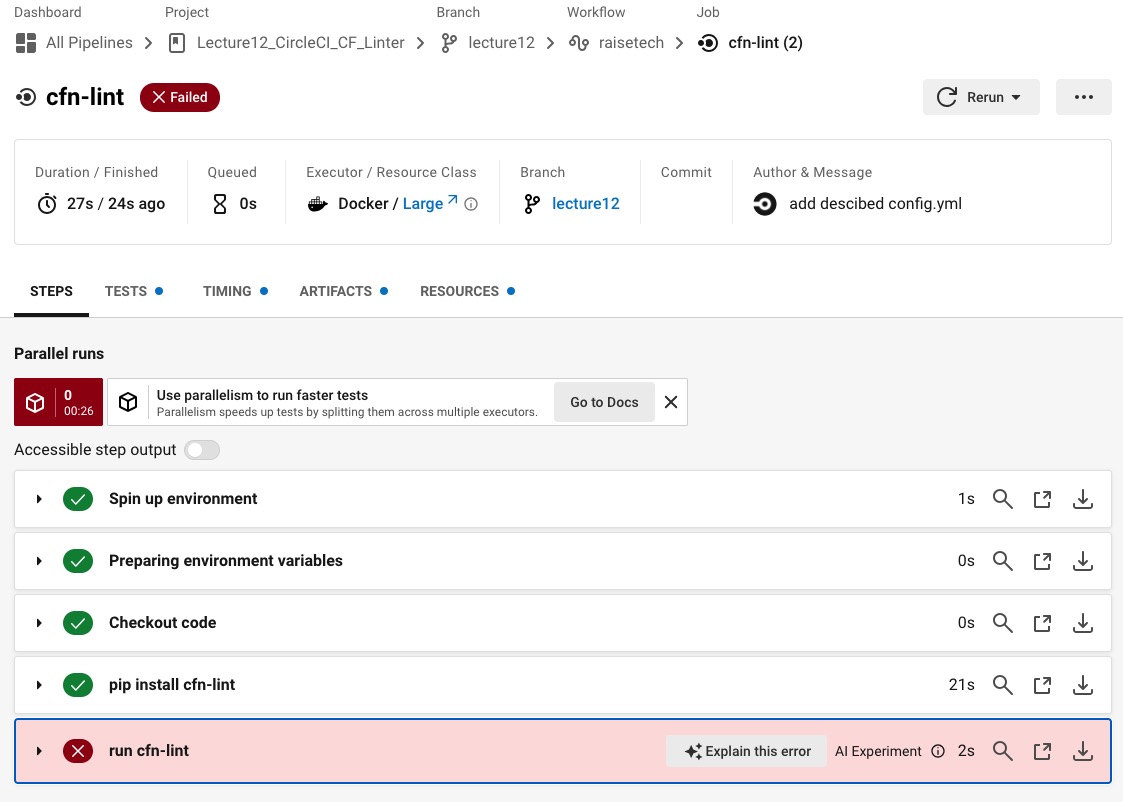 Dashboard Project Branch Workflow Job
All Pipelines Lecture12_CircleCI_CF_Linter lecture12 raisetech cfn-lint (2)
cfn-lint Failed Rerun
Duration / Finished Queued Executor / Resource Class Branch Commit Author & Message
27s / 24s ago 0s Docker / Large lecture12 add descibed config.yml
STEPS TESTS TIMING ARTIFACTS RESOURCES
Parallel runs
0
00:26
Use parallelism to run faster tests
Parallelism speeds up tests by splitting them across multiple executors.
Go to Docs
Accessible step output
Spin up environment 1s
Preparing environment variables 0s
Checkout code 0s
pip install cfn-lint 21s
run cfn-lint Explain this error AI Experiment 2s